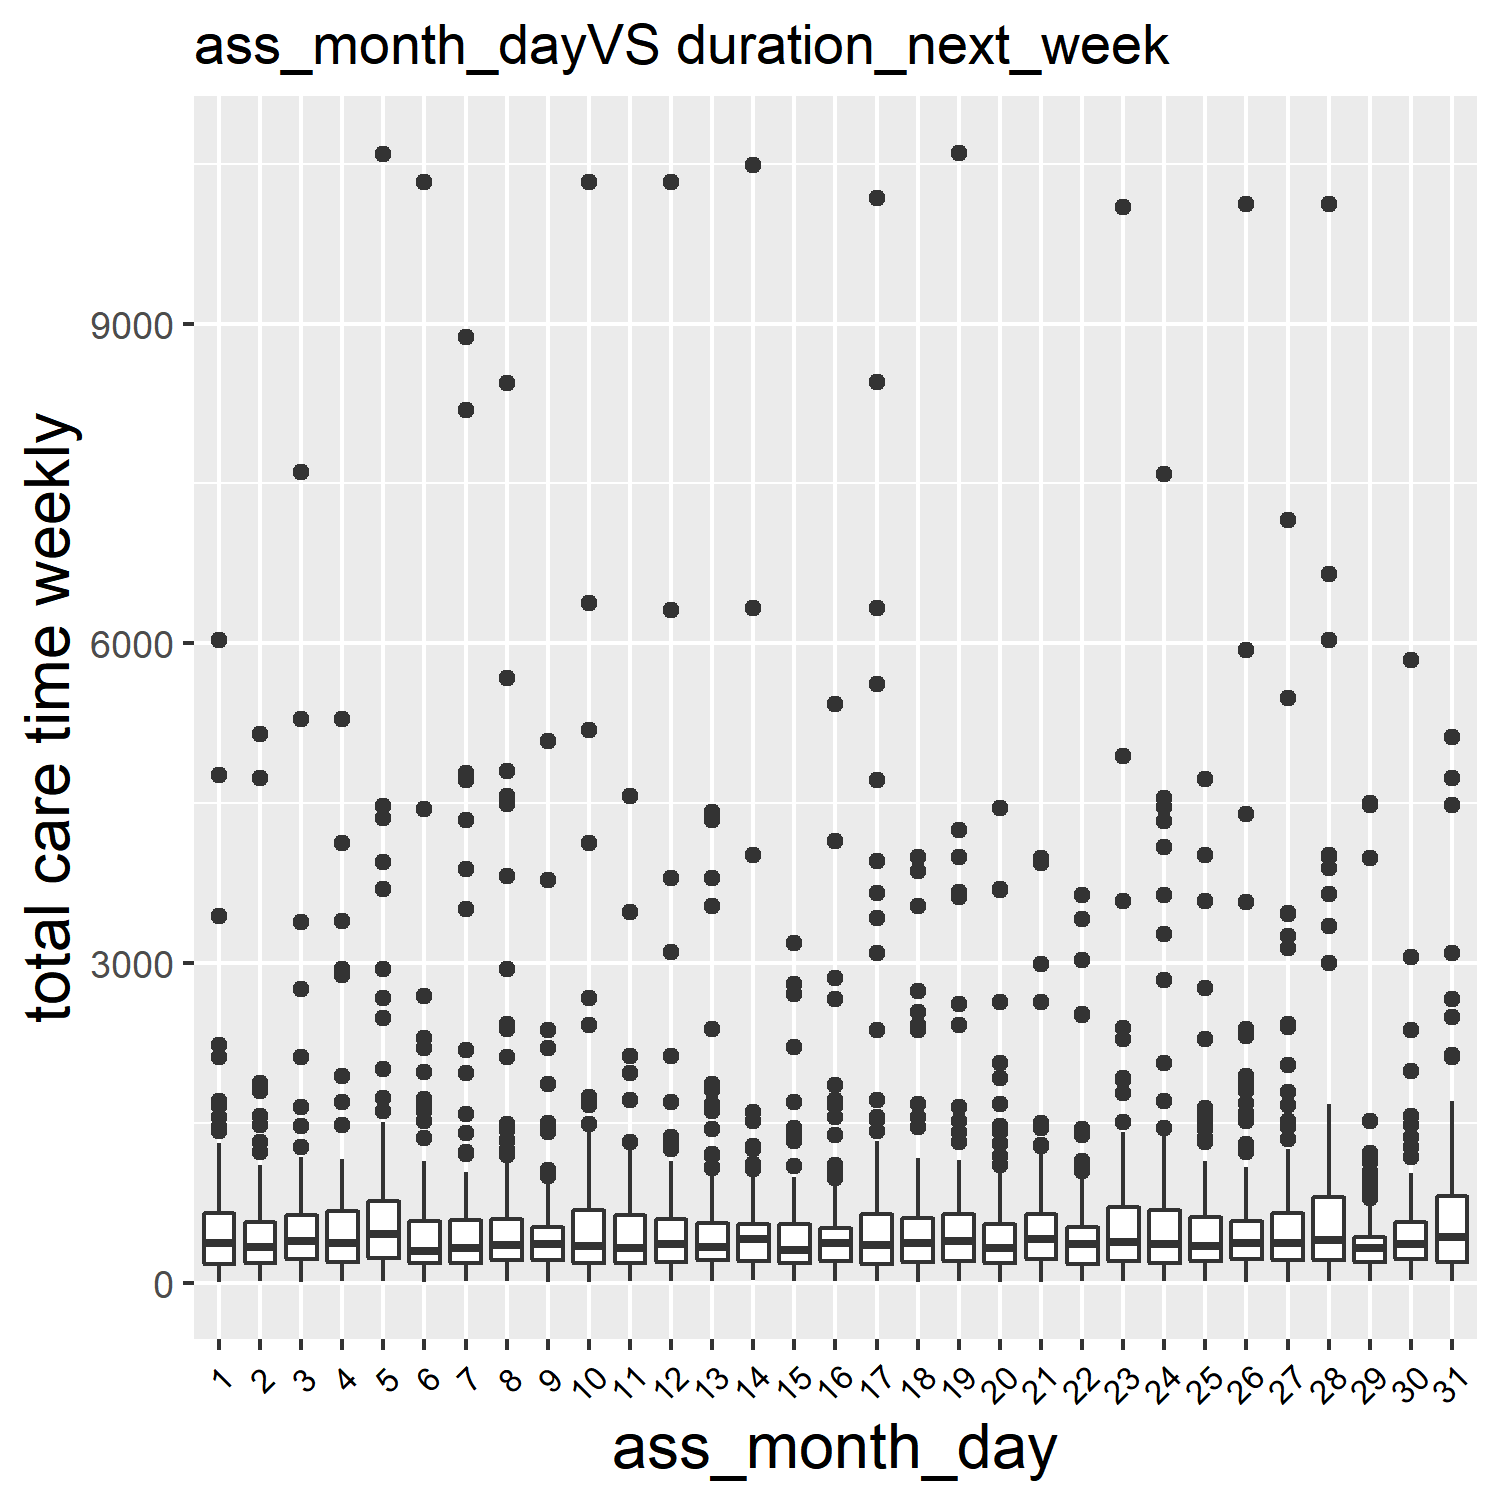 ass_month_dayVS duration_next_week
total care time weekly
9000
6000
3000
0
1 2 3 4 5 6 7 8 9 10 11 12 13 14 15 16 17 18 19 20 21 22 23 24 25 26 27 28 29 30 31
ass_month_day